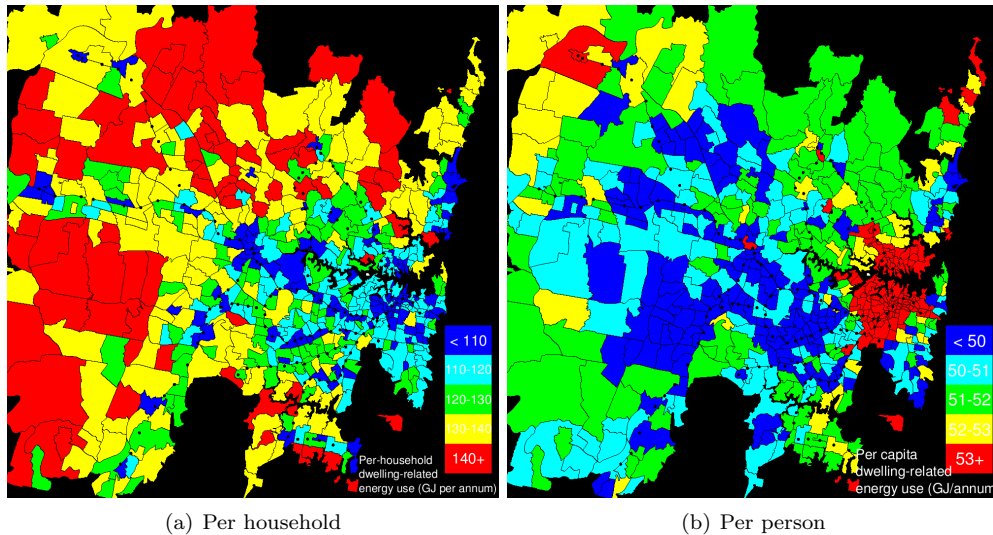 < 110
110-120
120-130
130-140
140+
Per-household
dwelling-related
energy use (GJ per annum)
< 50
50-51
51-52
52-53
53+
Per capita
dwelling-related
energy use (GJ/annum
(a) Per household
(b) Per person